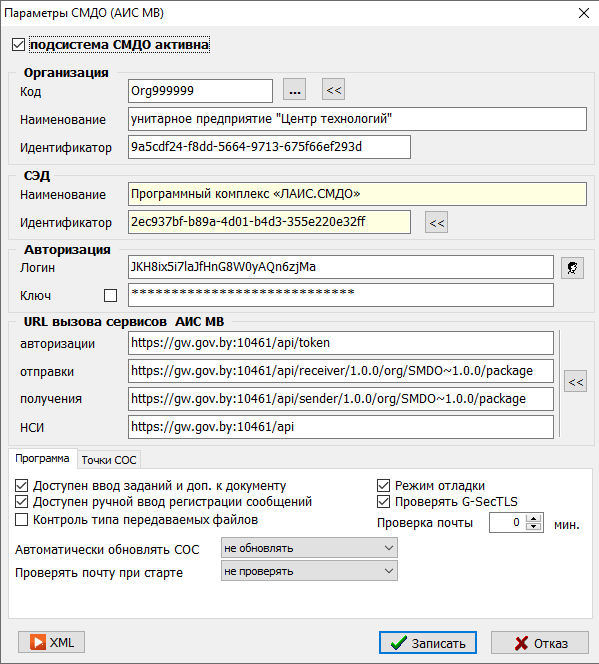 Параметры СМДО (АИС МВ)
подсистема СМДО активна
Организация
Код Org999999 ... <<
Наименование унитарное предприятие "Центр технологий"
Идентификатор 9a5cdf24-f8dd-5664-9713-675f66ef293d
СЭД
Наименование Программный комплекс «ЛАИС.СМДО»
Идентификатор 2ec937bf-b89a-4d01-b4d3-355e220e32ff <<
Авторизация
Логин JKH8ix5i7laJfHnG8W0yAQn6zjMa
Ключ ****************************
URL вызова сервисов АИС МВ
авторизации https://gw.gov.by:10461/api/token
отправки https://gw.gov.by:10461/api/receiver/1.0.0/org/SMDO~1.0.0/package
<<
получения https://gw.gov.by:10461/api/sender/1.0.0/org/SMDO~1.0.0/package
НСИ https://gw.gov.by:10461/api
Программа Точки СОС
Доступен ввод заданий и доп. к документу Режим отладки
Доступен ручной ввод регистрации сообщений Проверять G-SecTLS
Контроль типа передаваемых файлов Проверка почты 0 мин.
Автоматически обновлять СОС не обновлять
Проверять почту при старте не проверять
XML Записать Отказ